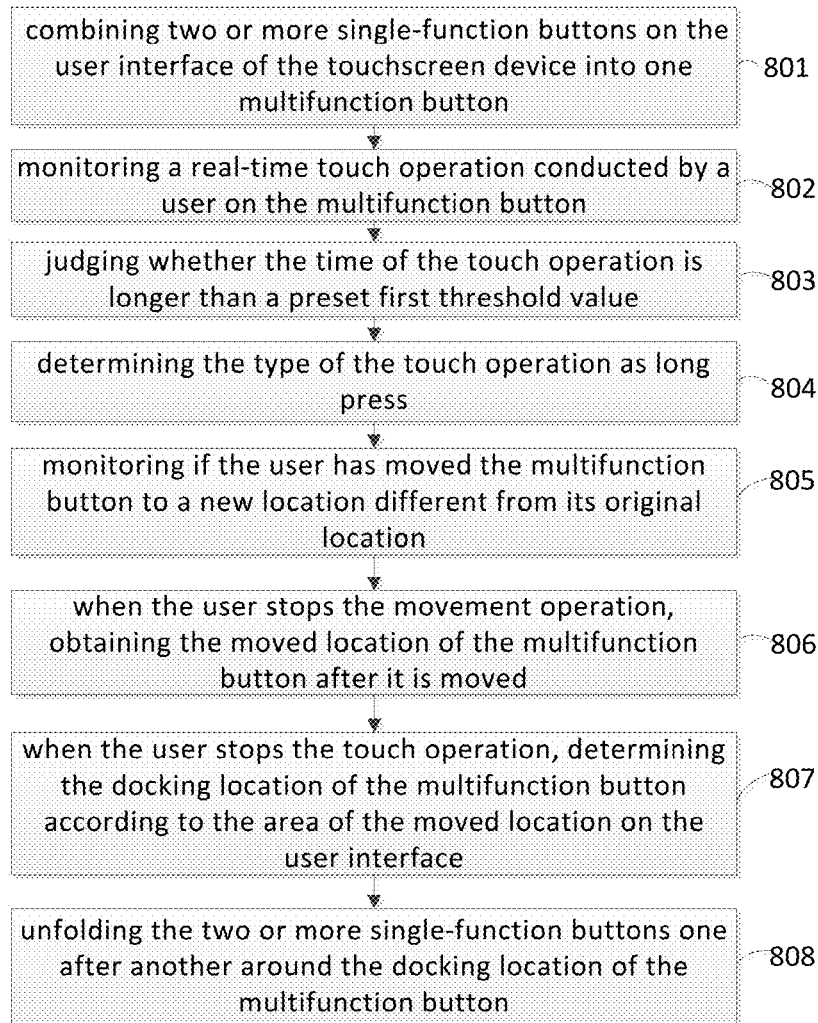 combining two or more single-function buttons on the
user interface of the touchscreen device into one
multifunction button
801
monitoring a real-time touch operation conducted by a
user on the multifunction button
802
judging whether the time of the touch operation is
longer than a preset first threshold value
803
determining the type of the touch operation as long
press
804
monitoring if the user has moved the multifunction
button to a new location different from its original
location
805
when the user stops the movement operation,
obtaining the moved location of the multifunction
button after it is moved
806
when the user stops the touch operation, determining
the docking location of the multifunction button
according to the area of the moved location on the
user interface
807
unfolding the two or more single-function buttons one
after another around the docking location of the
multifunction button
808